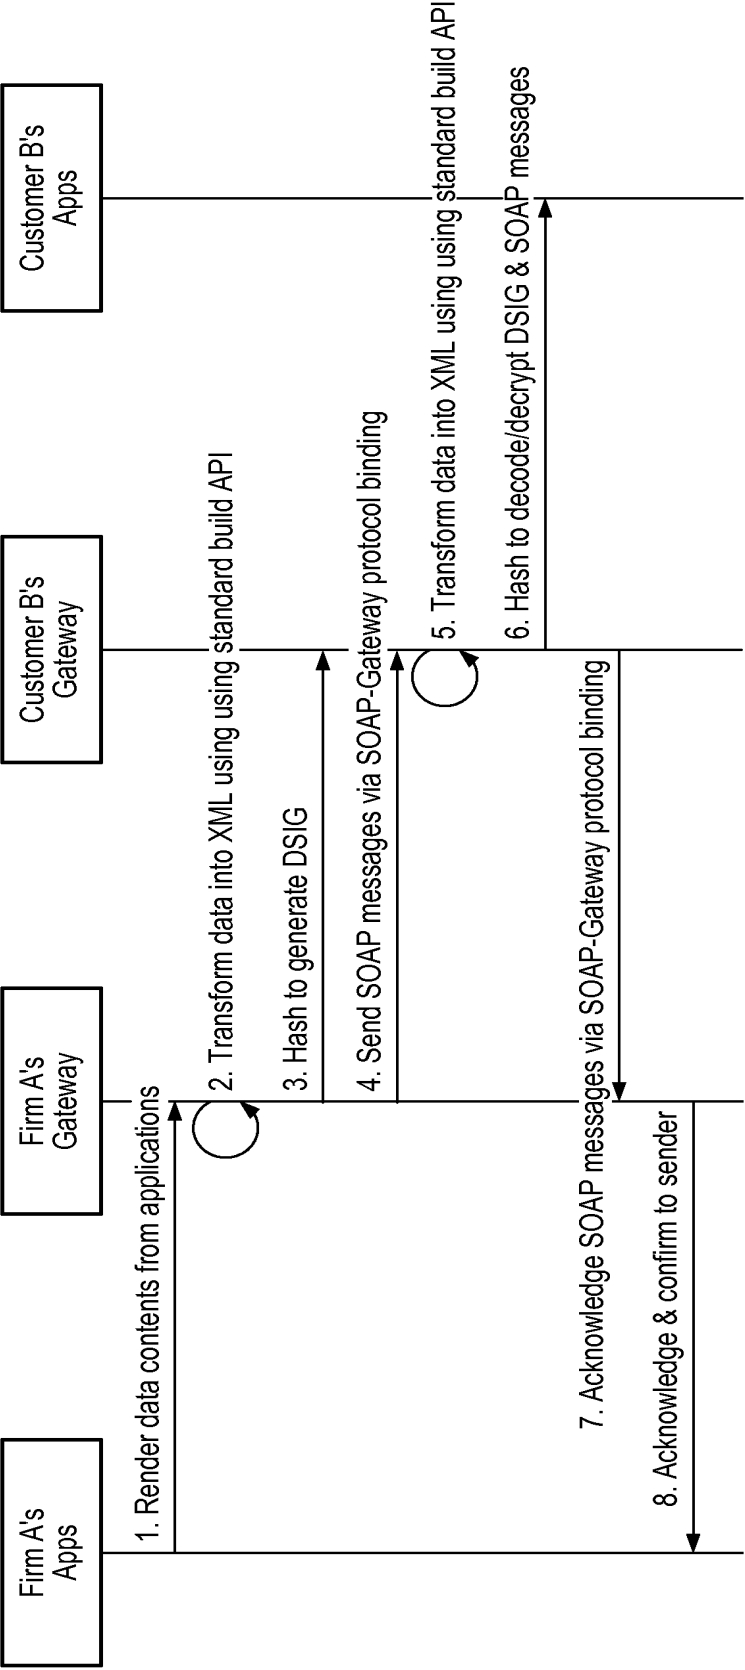 Firm A's
Apps
Firm A's
Gateway
Customer B's
Gateway
Customer B's
Apps
1. Render data contents from applications
2. Transform data into XML using using standard build API
3. Hash to generate DSIG
4. Send SOAP messages via SOAP-Gateway protocol binding
5. Transform data into XML using using standard build API
6. Hash to decode/decrypt DSIG & SOAP messages
7. Acknowledge SOAP messages via SOAP-Gateway protocol binding
8. Acknowledge & confirm to sender